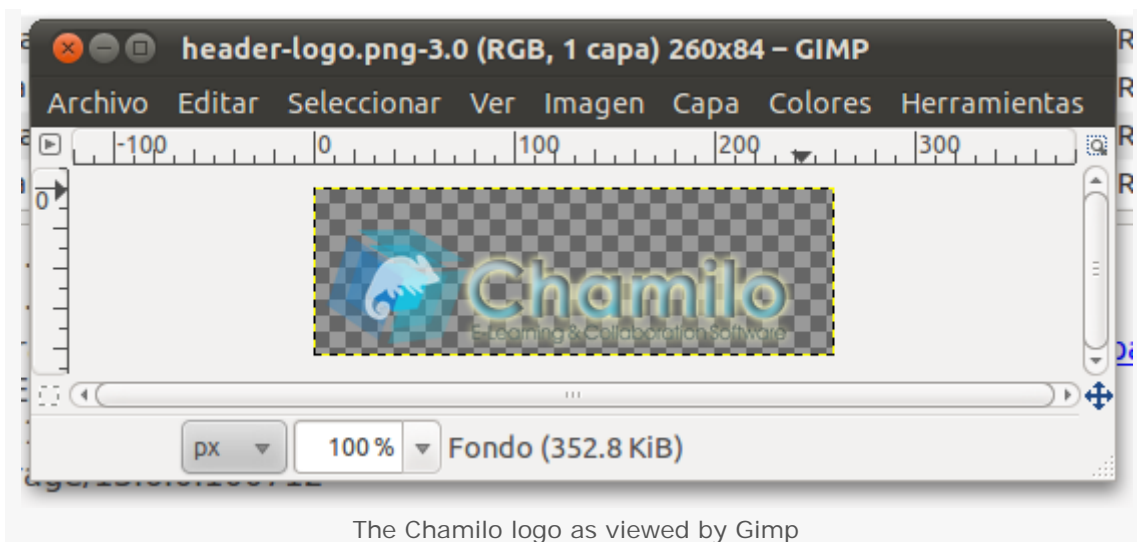 header-logo.png-3.0 (RGB, 1 capa) 260x84 – GIMP
Archivo Editar Seleccionar Ver Imagen Capa Colores Herramientas
-100 0 100 200 300
0
Chamilo
E-Learning & Collaboration Software
px 100 % Fondo (352.8 KiB)
The Chamilo logo as viewed by Gimp